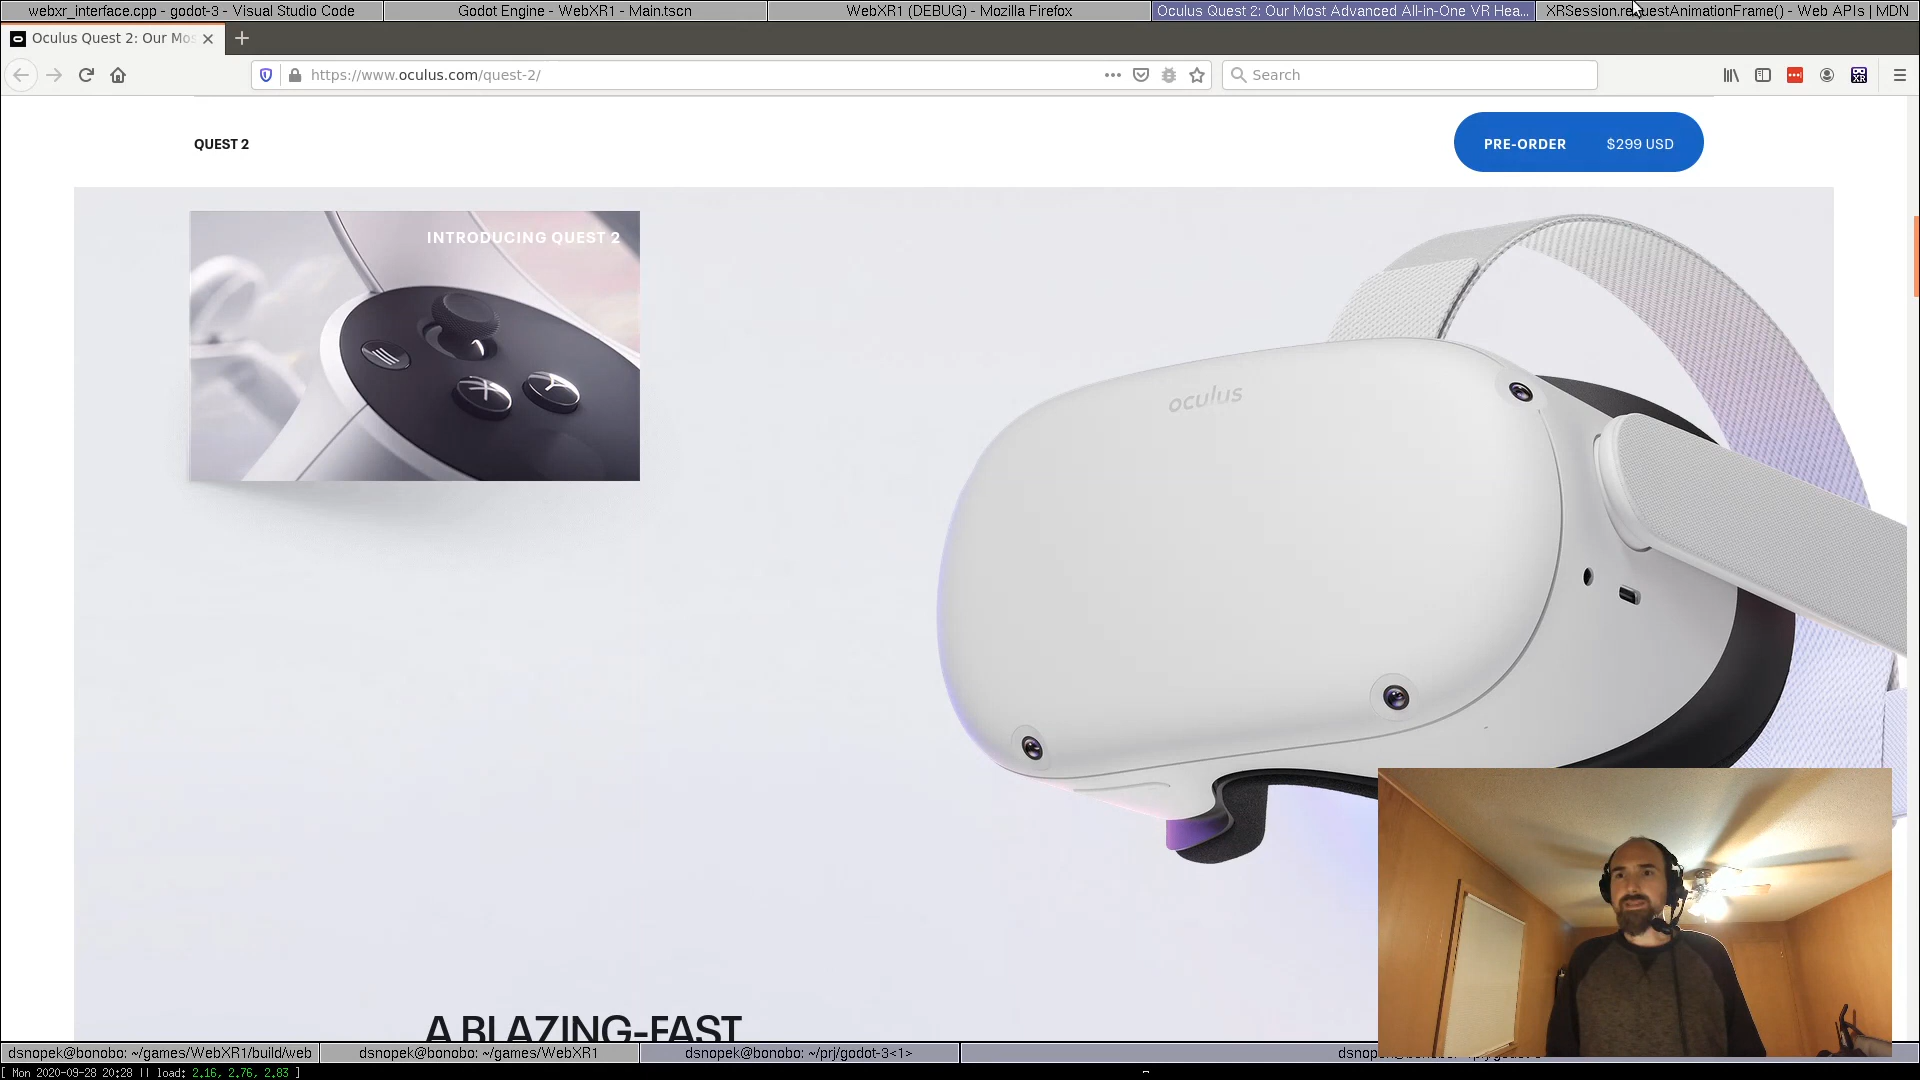 webxr_interface.cpp - godot-3 - Visual Studio Code
Godot Engine - WebXR1 - Main.tscn
WebXR1 (DEBUG) - Mozilla Firefox
Oculus Quest 2: Our Most Advanced All-in-One VR Hea...
XRSession.requestAnimationFrame() - Web APIs | MDN
Oculus Quest 2: Our Mos
https://www.oculus.com/quest-2/
Search
XR
QUEST 2
PRE-ORDER $299 USD
INTRODUCING QUEST 2
X Y
oculus
A BLAZING-FAST
dsnopek@bonobo: ~/games/WebXR1/build/web
dsnopek@bonobo: ~/games/WebXR1
dsnopek@bonobo: ~/prj/godot-3<1>
[ Mon 2020-09-28 20:28 || load: 2.16, 2.76, 2.83 ]